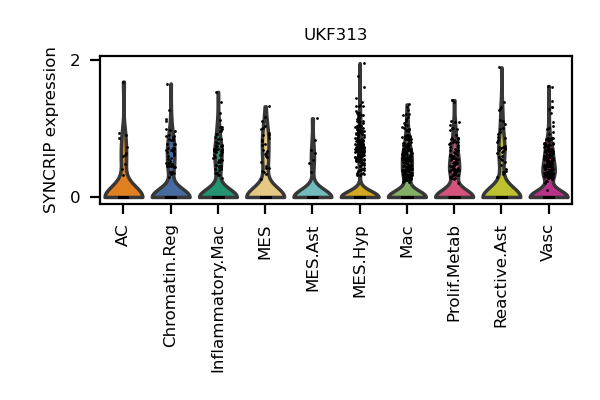 UKF313
SYNCRIP expression
2
0
AC
Chromatin.Reg
Inflammatory.Mac
MES
MES.Ast
MES.Hyp
Mac
Prolif.Metab
Reactive.Ast
Vasc